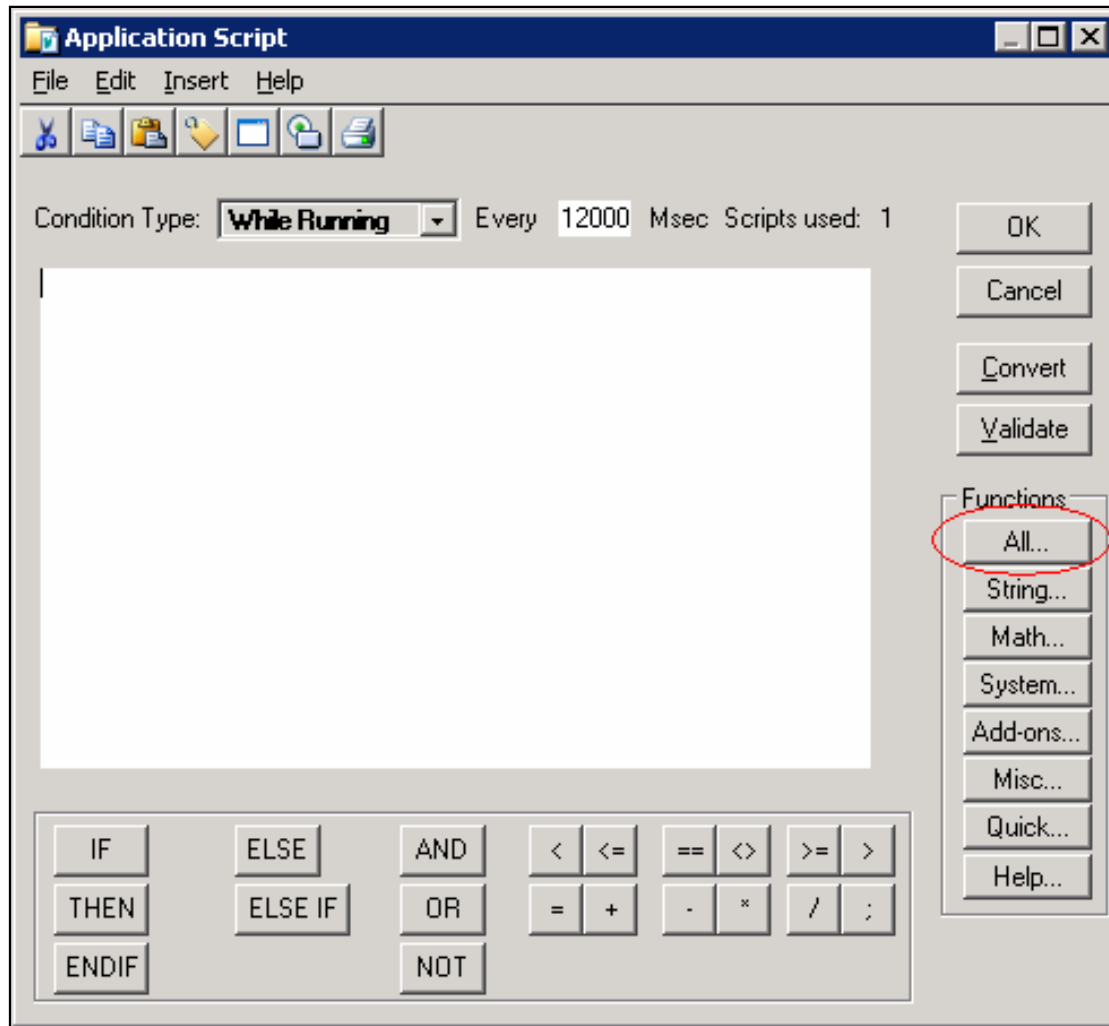 Application Script
File Edit Insert Help
Condition Type: While Running Every 12000 Msec Scripts used: 1
OK
Cancel
Convert
Validate
Functions
All...
String...
Math...
System...
Add-ons...
Misc...
Quick...
Help...
IF ELSE AND < <= == <> >= >
THEN ELSE IF OR = + - * / ;
ENDIF NOT